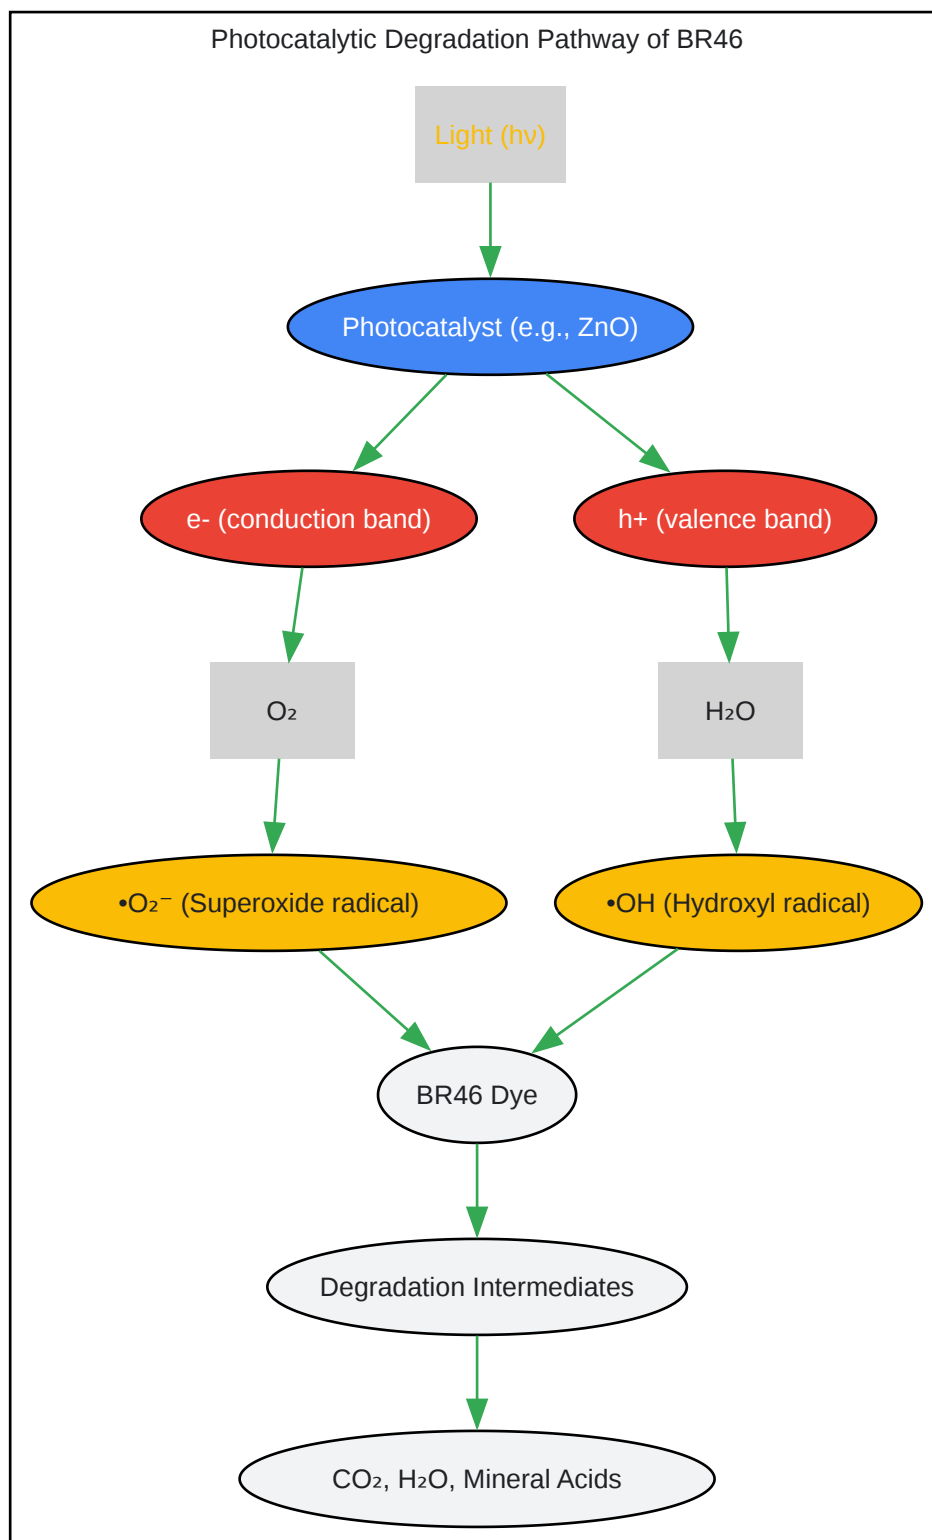 Photocatalytic Degradation Pathway of BR46
Light (hν)
Photocatalyst (e.g., ZnO)
e- (conduction band)
h+ (valence band)
O₂
H₂O
•O₂⁻ (Superoxide radical)
•OH (Hydroxyl radical)
BR46 Dye
Degradation Intermediates
CO₂, H₂O, Mineral Acids